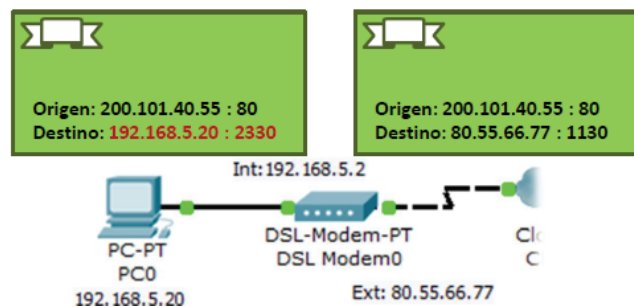 Origen: 200.101.40.55 : 80
Destino: 192.168.5.20 : 2330
Origen: 200.101.40.55 : 80
Destino: 80.55.66.77 : 1130
Int:192.168.5.2
PC-PT
PC0
192.168.5.20
DSL-Modem-PT
DSL Modem0
Ext: 80.55.66.77